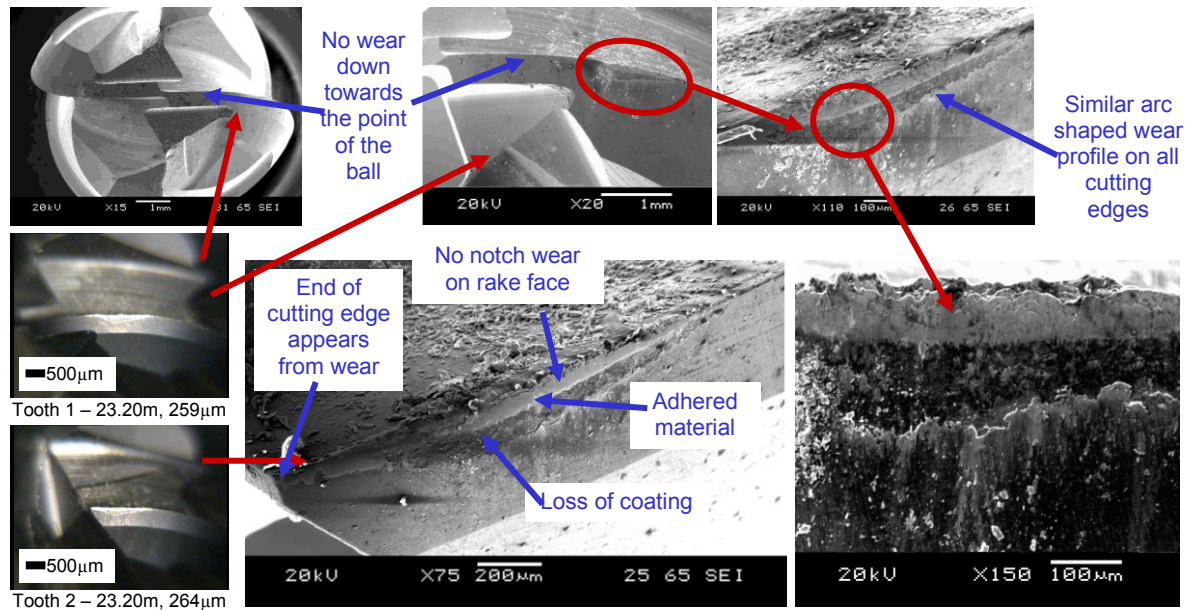 No wear
down
towards
the point
of the
ball
20kV X15 1mm 31 65 SEI
20kV X20 1mm
20kV X110 100μm 26 65 SEI
Similar arc
shaped wear
profile on all
cutting
edges
500μm
Tooth 1 – 23.20m, 259μm
500μm
Tooth 2 – 23.20m, 264μm
End of
cutting edge
appears
from wear
No notch wear
on rake face
Adhered
material
Loss of coating
20kV X75 200μm 25 65 SEI
20kV X150 100μm